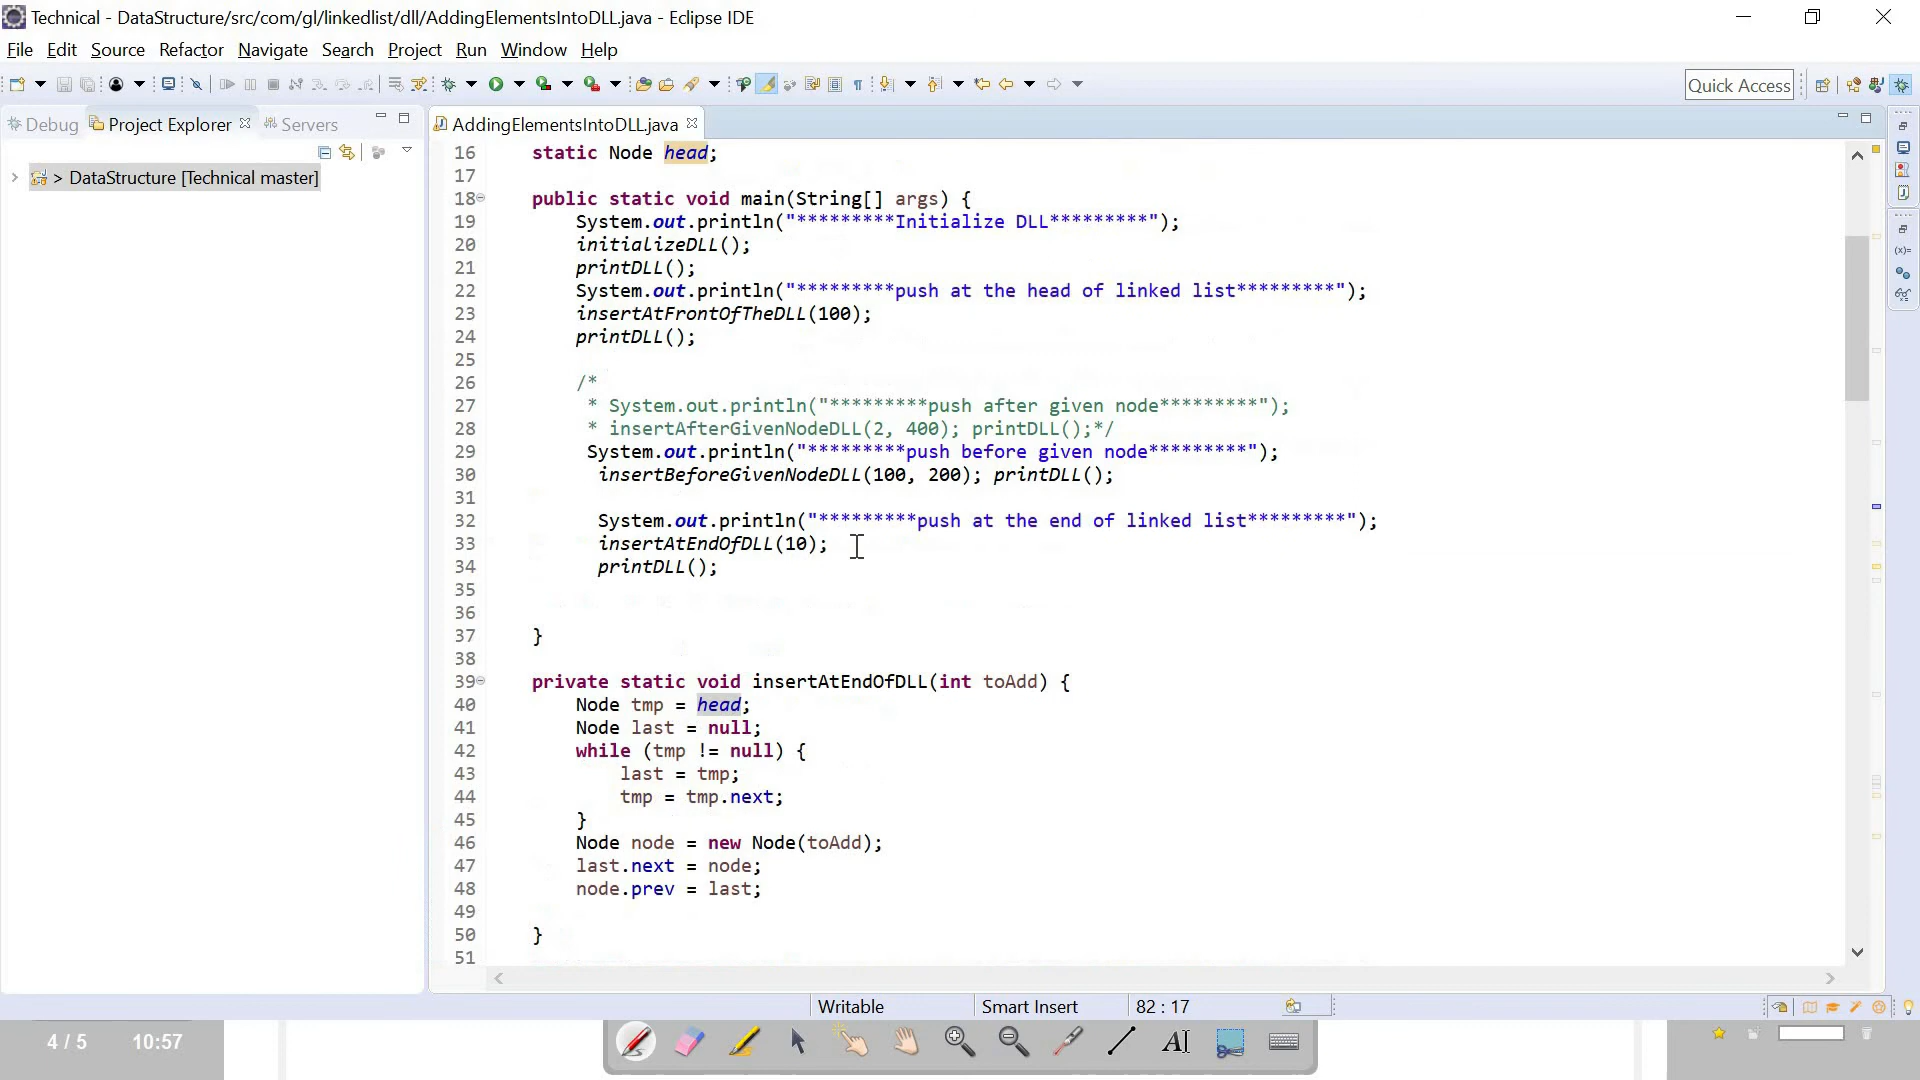 Technical - DataStructure/src/com/gl/linkedlist/dll/AddingElementsIntoDLL.java - Eclipse IDE
File Edit Source Refactor Navigate Search Project Run Window Help
Quick Access
Debug Project Explorer Servers
AddingElementsIntoDLL.java
> DataStructure [Technical master]
16 static Node head;
17
18 public static void main(String[] args) {
19 System.out.println("*********Initialize DLL*********");
20 initializeDLL();
21 printDLL();
22 System.out.println("*********push at the head of linked list*********");
23 insertAtFrontOfTheDLL(100);
24 printDLL();
25
26 /*
27 * System.out.println("*********push after given node*********");
28 * insertAfterGivenNodeDLL(2, 400); printDLL();*/
29 System.out.println("*********push before given node*********");
30 insertBeforeGivenNodeDLL(100, 200); printDLL();
31
32 System.out.println("*********push at the end of linked list*********");
33 insertAtEndOfDLL(10);
34 printDLL();
35
36
37 }
38
39 private static void insertAtEndOfDLL(int toAdd) {
40 Node tmp = head;
41 Node last = null;
42 while (tmp != null) {
43 last = tmp;
44 tmp = tmp.next;
45 }
46 Node node = new Node(toAdd);
47 last.next = node;
48 node.prev = last;
49
50 }
51
Writable Smart Insert 82 : 17
4 / 5 10:57